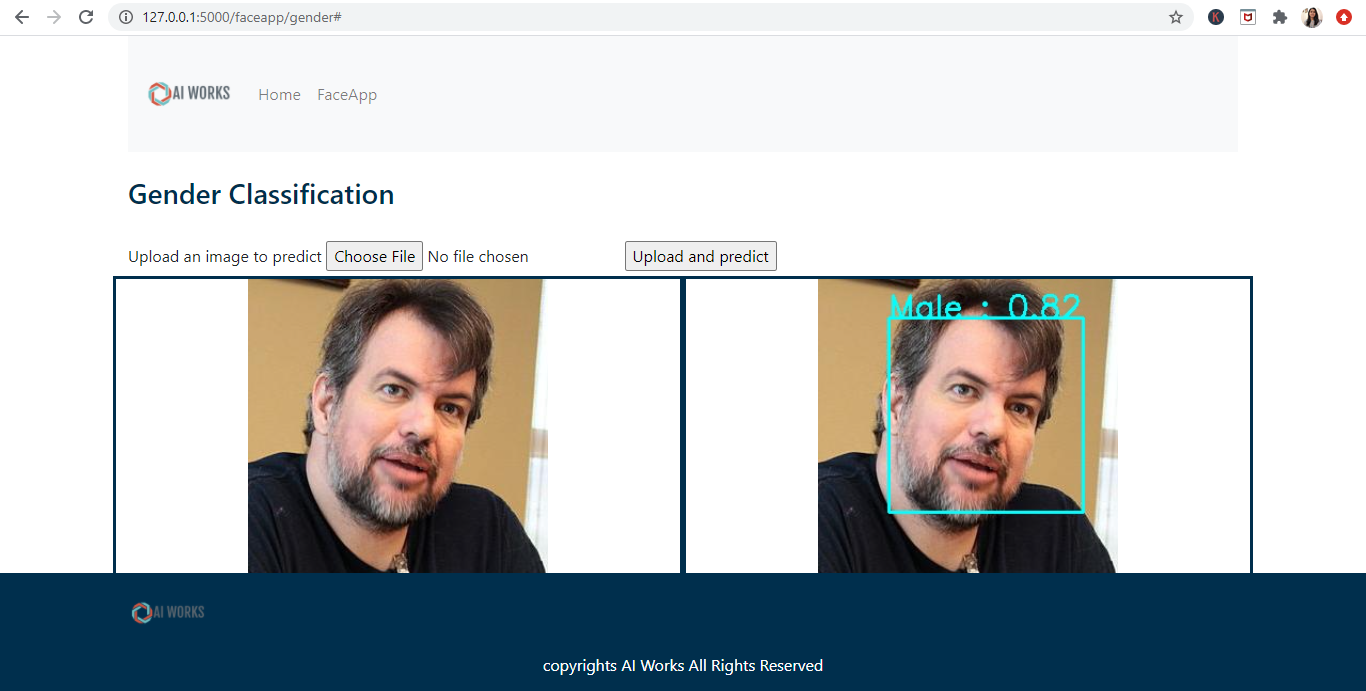 127.0.0.1:5000/faceapp/gender#
AI WORKS Home FaceApp
Gender Classification
Upload an image to predict Choose File No file chosen Upload and predict
Male : 0.82
AI WORKS
copyrights AI Works All Rights Reserved